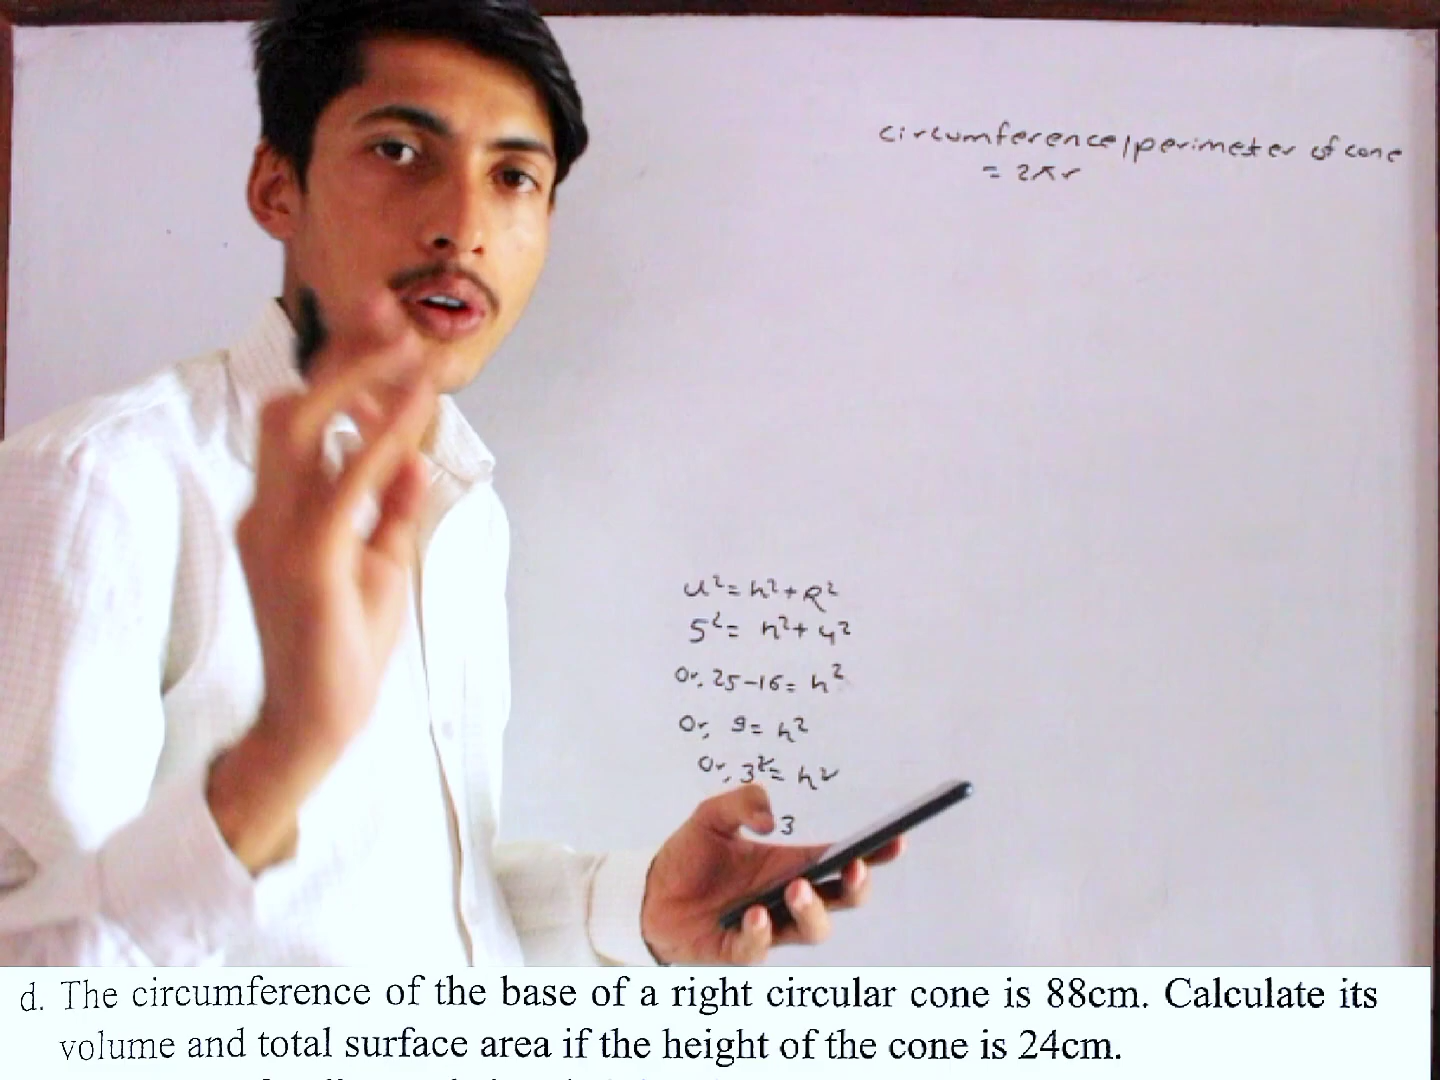 circumference/perimeter of cone
= 2πr
u²= h²+R²
5²= h²+4²
Or, 25-16= h²
Or, 9= h²
Or, 3²= h²
3
d. The circumference of the base of a right circular cone is 88cm. Calculate its
volume and total surface area if the height of the cone is 24cm.